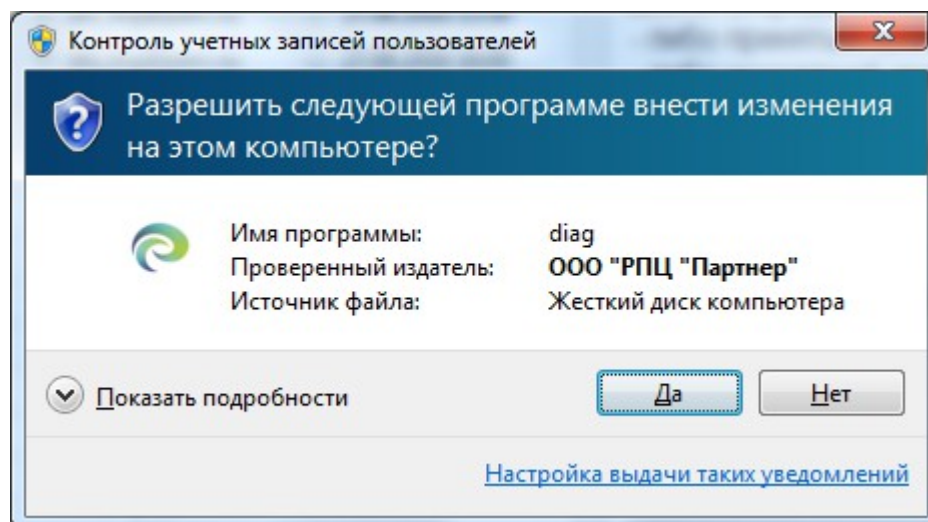 Контроль учетных записей пользователей
Разрешить следующей программе внести изменения
на этом компьютере?
Имя программы: diag
Проверенный издатель: ООО "РПЦ "Партнер"
Источник файла: Жесткий диск компьютера
Показать подробности Да Нет
Настройка выдачи таких уведомлений